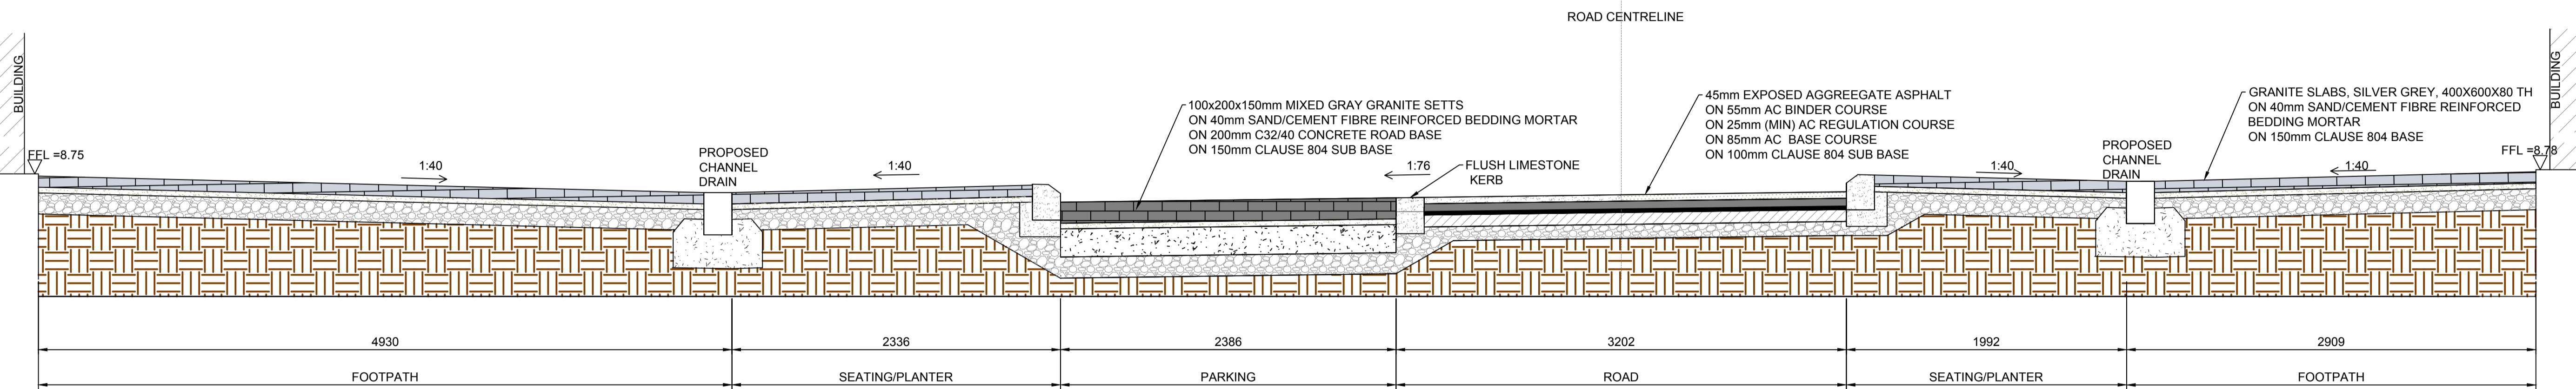 ROAD CENTRELINE
BUILDING
FFL =8.75
1:40
PROPOSED
CHANNEL
DRAIN
1:40
100x200x150mm MIXED GRAY GRANITE SETTS
ON 40mm SAND/CEMENT FIBRE REINFORCED BEDDING MORTAR
ON 200mm C32/40 CONCRETE ROAD BASE
ON 150mm CLAUSE 804 SUB BASE
1:76
FLUSH LIMESTONE
KERB
45mm EXPOSED AGGREEGATE ASPHALT
ON 55mm AC BINDER COURSE
ON 25mm (MIN) AC REGULATION COURSE
ON 85mm AC BASE COURSE
ON 100mm CLAUSE 804 SUB BASE
1:40
PROPOSED
CHANNEL
DRAIN
GRANITE SLABS, SILVER GREY, 400X600X80 TH
ON 40mm SAND/CEMENT FIBRE REINFORCED
BEDDING MORTAR
ON 150mm CLAUSE 804 BASE
1:40
FFL =8.78
BUILDING
4930
2336
2386
3202
1992
2909
FOOTPATH
SEATING/PLANTER
PARKING
ROAD
SEATING/PLANTER
FOOTPATH